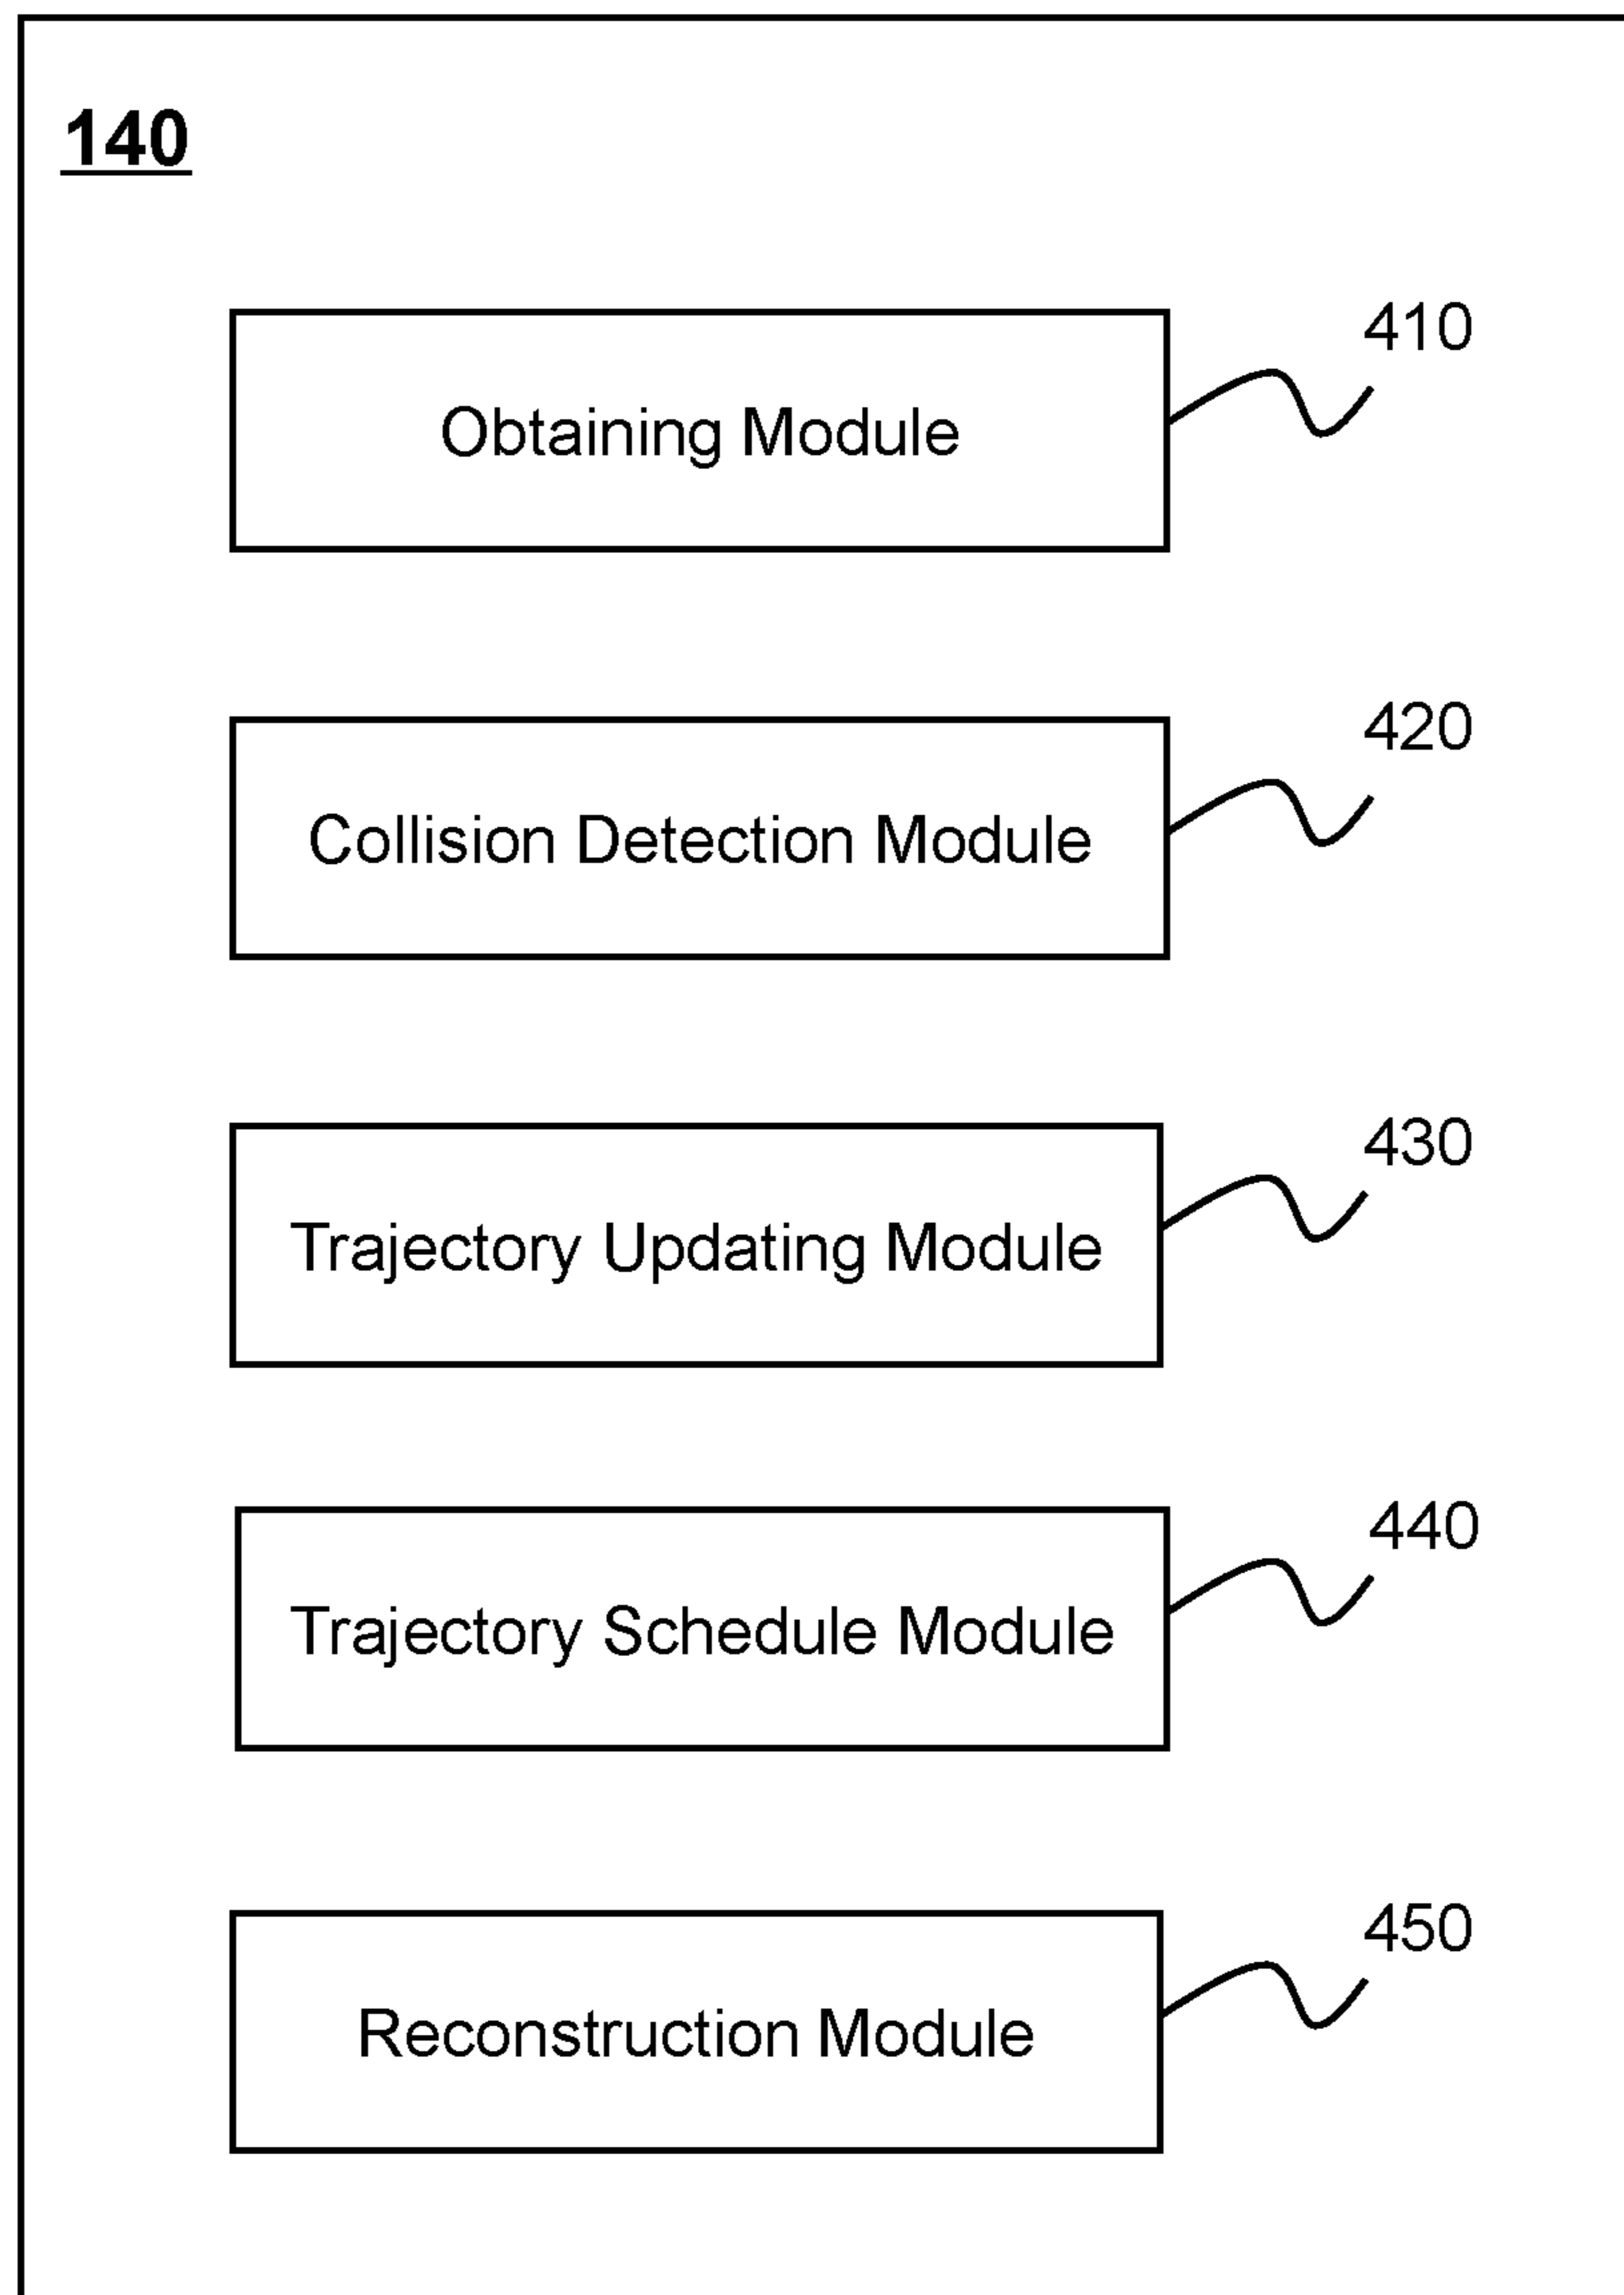 140
410
Obtaining Module
420
Collision Detection Module
430
Trajectory Updating Module
440
Trajectory Schedule Module
450
Reconstruction Module